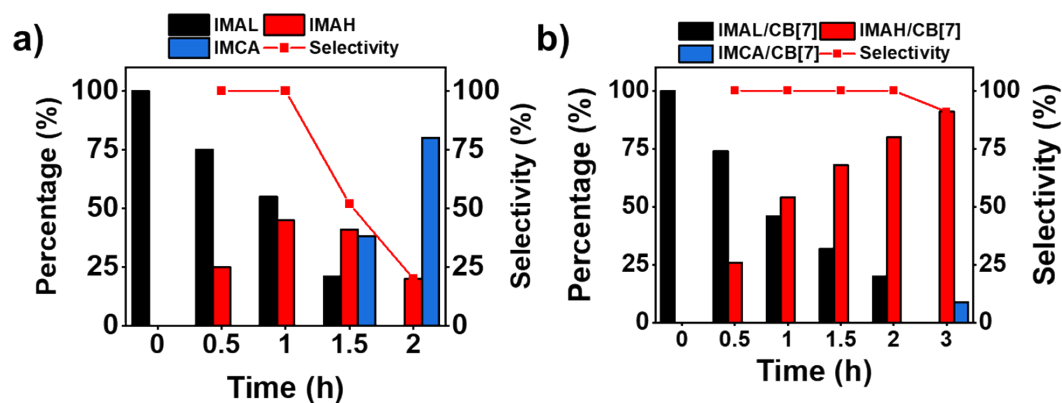 a)
IMAL IMAH
IMCA Selectivity
Percentage (%)
100
75
50
25
0
0 0.5 1 1.5 2
Time (h)
100
75
50
25
0
Selectivity (%)
b)
IMAL/CB[7] IMAH/CB[7]
IMCA/CB[7] Selectivity
Percentage (%)
100
75
50
25
0
0 0.5 1 1.5 2 3
Time (h)
100
75
50
25
0
Selectivity (%)